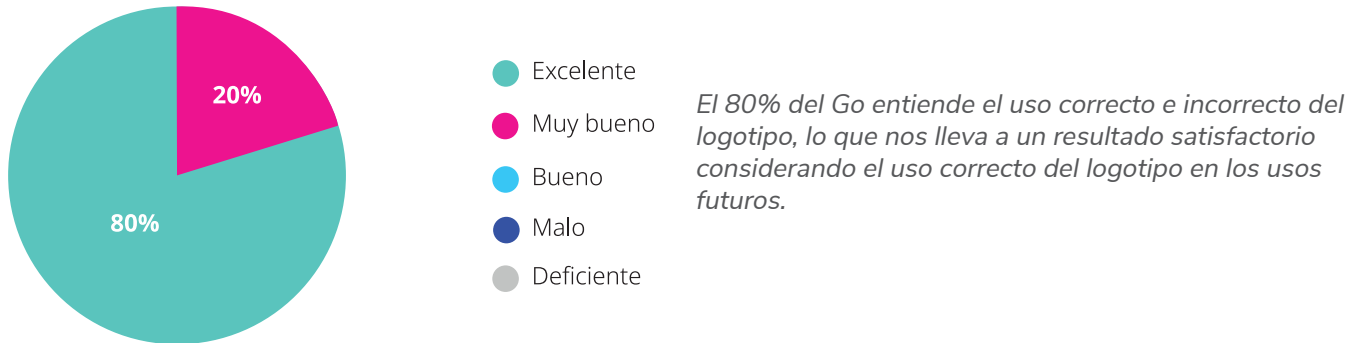 20%
80%
Excelente
Muy bueno
Bueno
Malo
Deficiente
El 80% del Go entiende el uso correcto e incorrecto del
logotipo, lo que nos lleva a un resultado satisfactorio
considerando el uso correcto del logotipo en los usos
futuros.